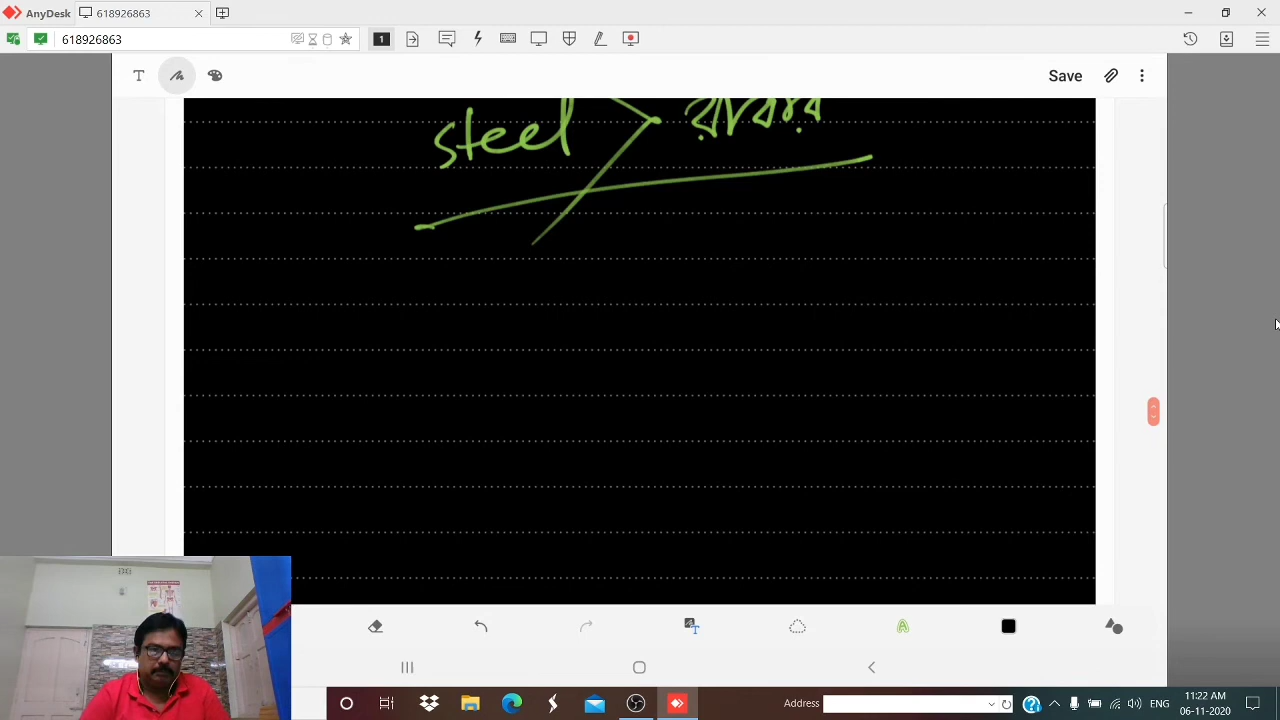 AnyDesk
618926863
618926863
1
T
Save
steel
T
A
Address
ENG
11:22 AM
06-11-2020